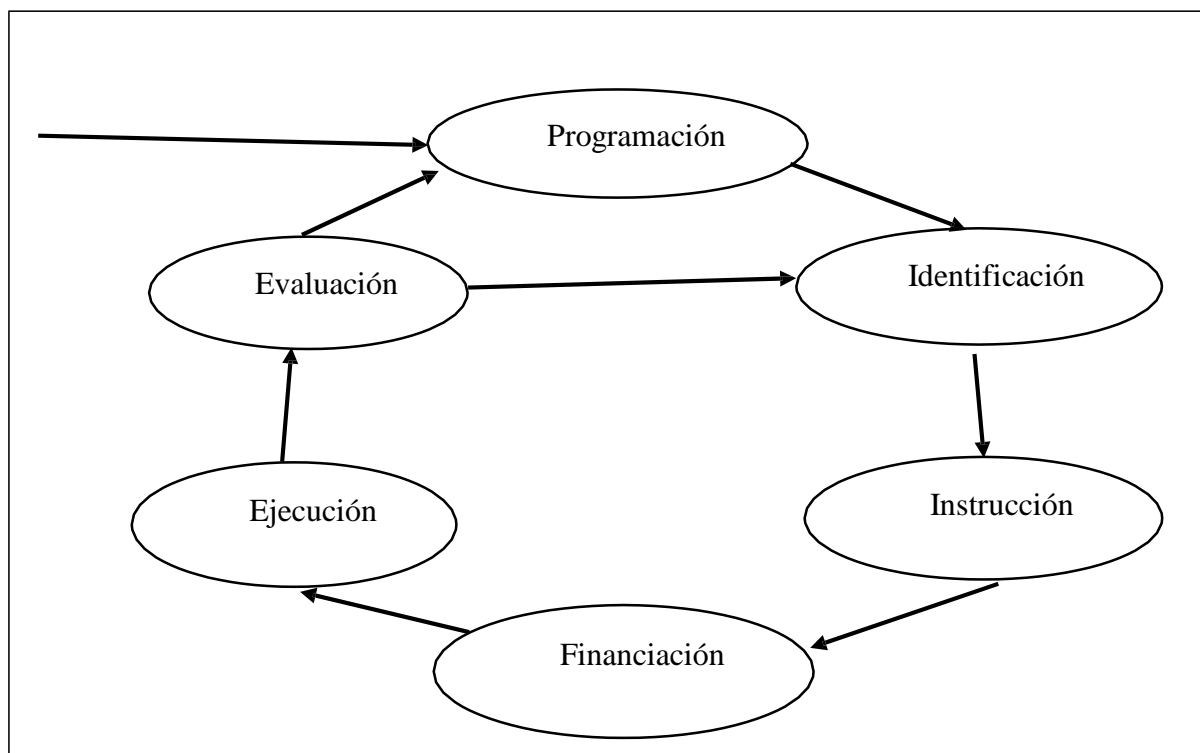 Programación
Evaluación
Identificación
Ejecución
Instrucción
Financiación